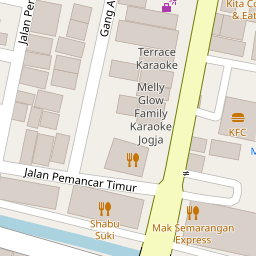 Kita Co
& Eat
Jalan Pem
Gang A
Terrace
Karaoke
Melly
Glow
Family
Karaoke
Jogja
KFC
Jalan Pemancar Timur
Shabu
Suki
Mak Semarangan
Express